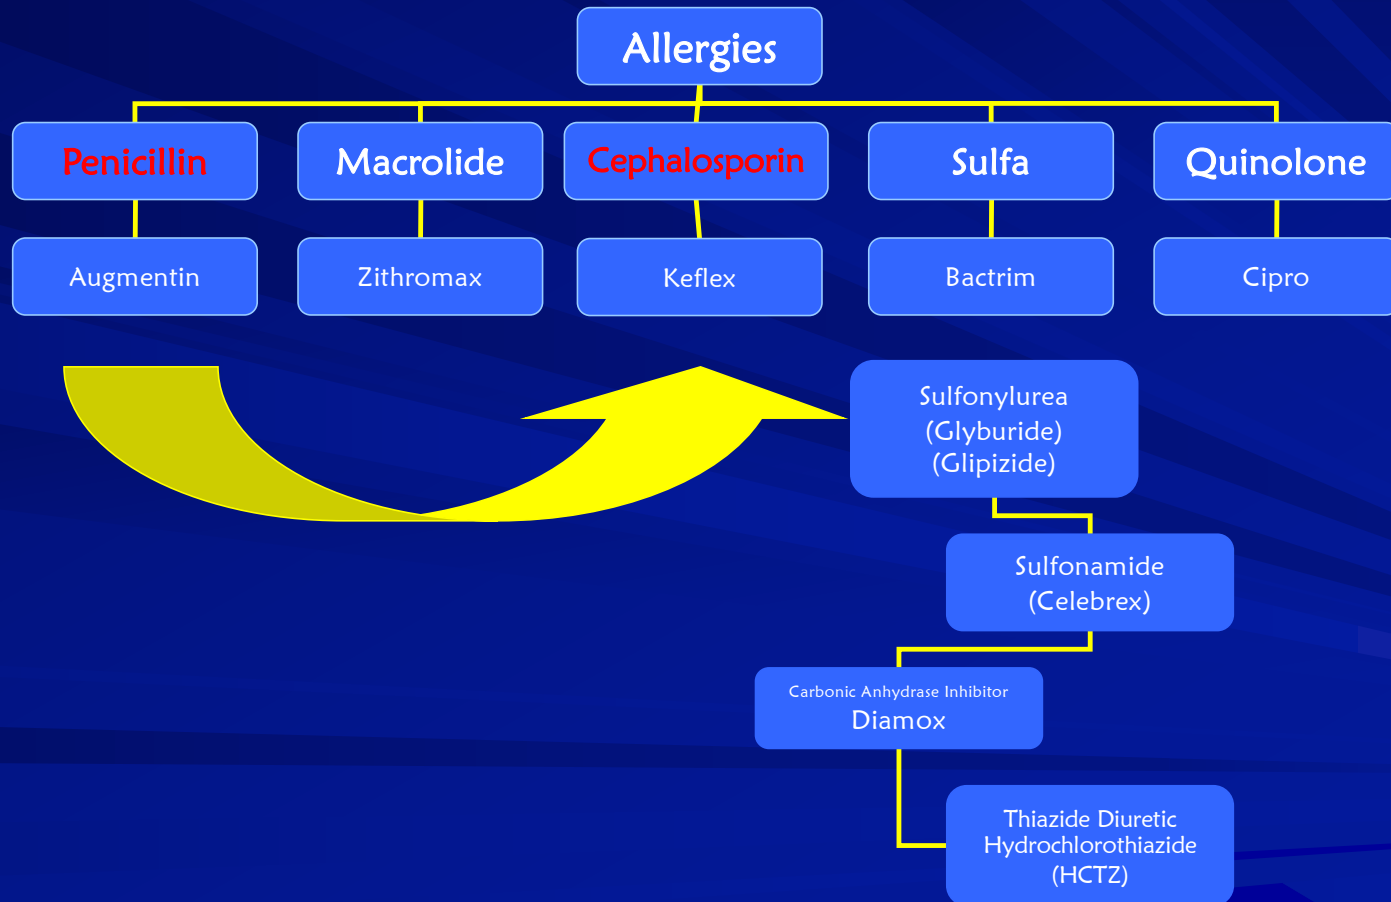 Allergies
Penicillin
Macrolide
Cephalosporin
Sulfa
Quinolone
Augmentin
Zithromax
Keflex
Bactrim
Cipro
Sulfonylurea
(Glyburide)
(Glipizide)
Sulfonamide
(Celebrex)
Carbonic Anhydrase Inhibitor
Diamox
Thiazide Diuretic
Hydrochlorothiazide
(HCTZ)